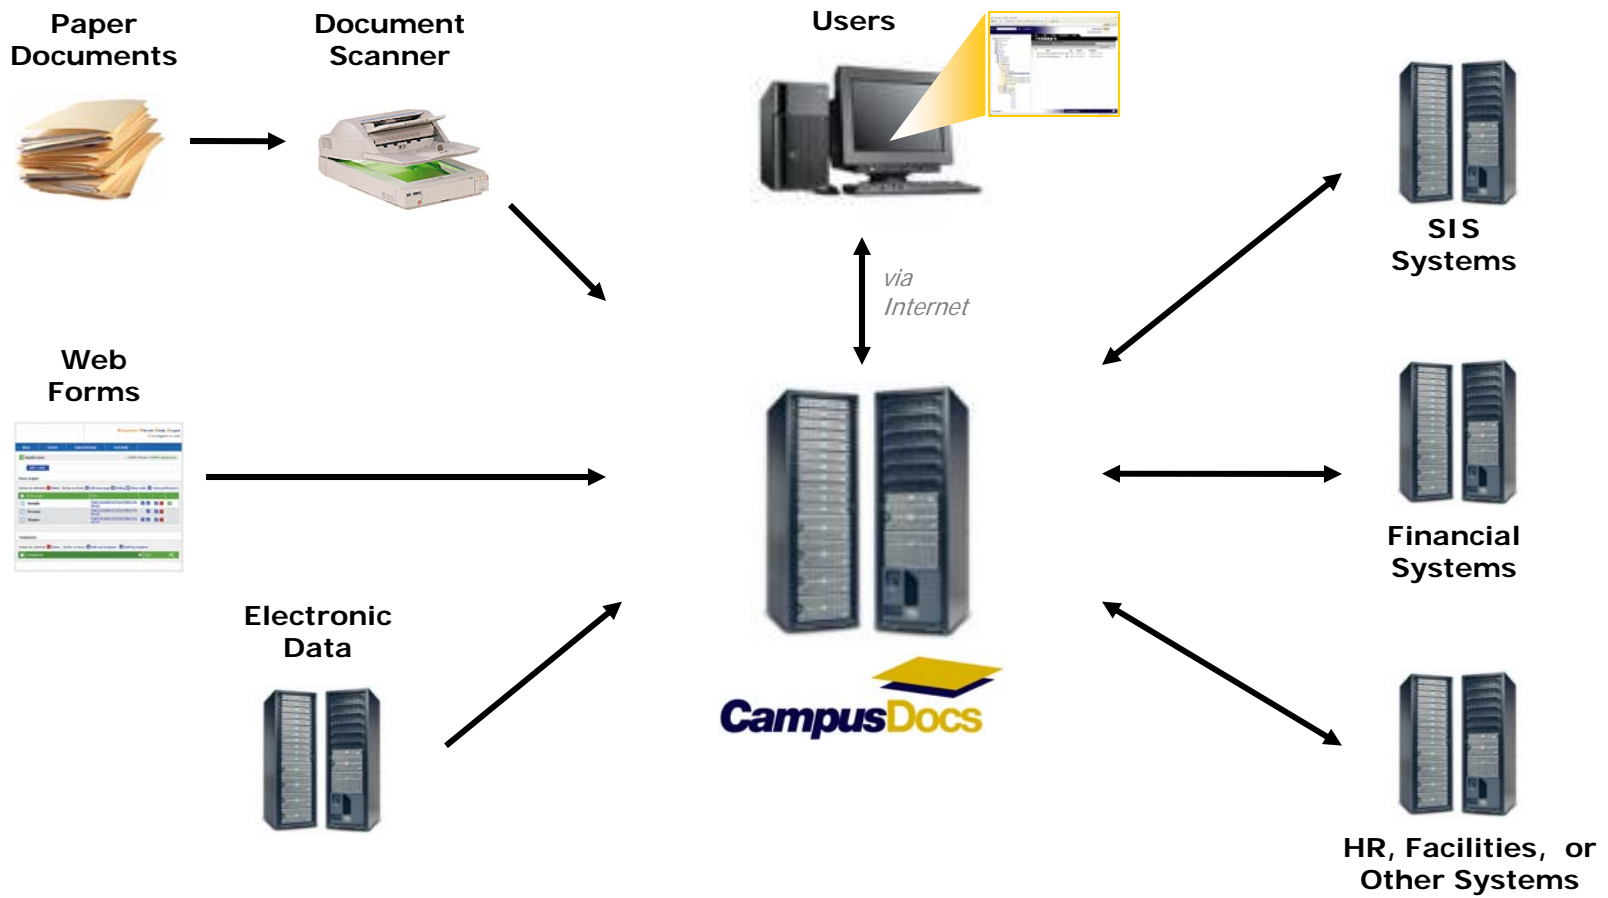 Paper
Documents
Document
Scanner
Users
via
Internet
SIS
Systems
Web
Forms
Financial
Systems
Electronic
Data
CampusDocs
HR, Facilities, or
Other Systems